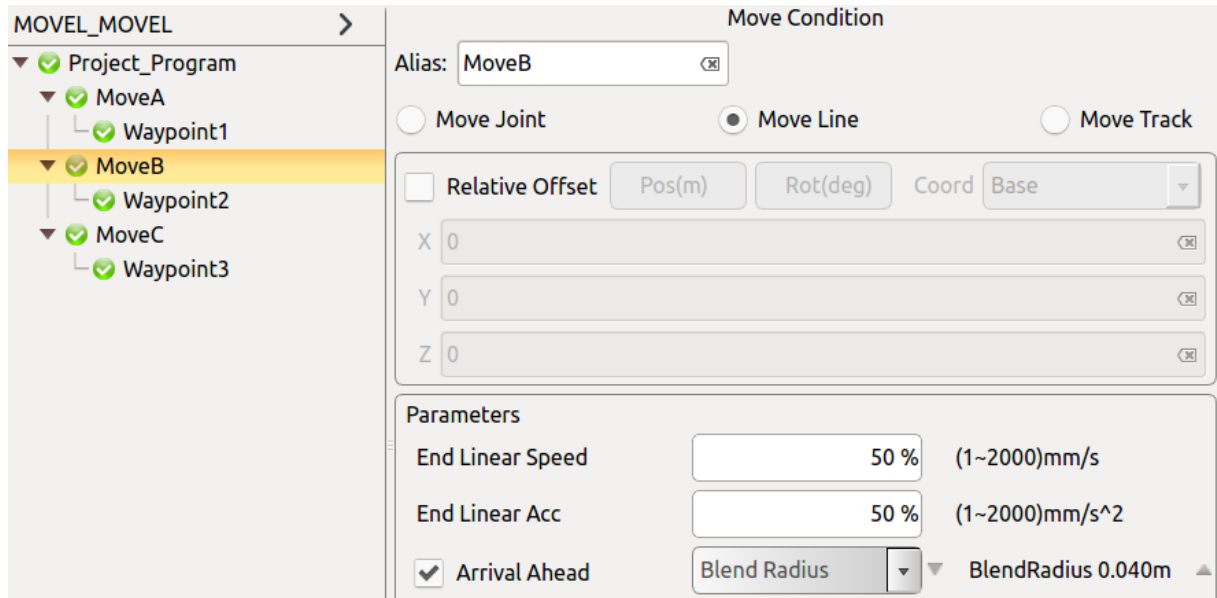 MOVEL_MOVEL
Project_Program
MoveA
Waypoint1
MoveB
Waypoint2
MoveC
Waypoint3
Move Condition
Alias: MoveB
Move Joint Move Line Move Track
Relative Offset Pos(m) Rot(deg) Coord Base
X 0
Y 0
Z 0
Parameters
End Linear Speed 50 % (1~2000)mm/s
End Linear Acc 50 % (1~2000)mm/s^2
Arrival Ahead Blend Radius BlendRadius 0.040m